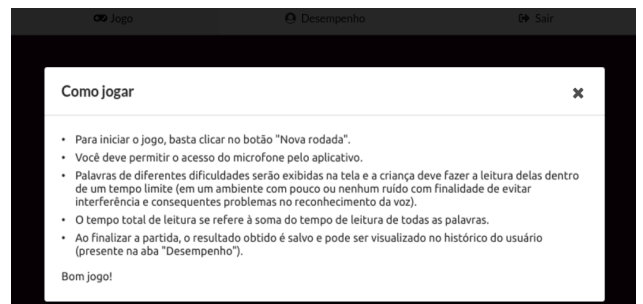 Jogo Desempenho Sair
Como jogar
• Para iniciar o jogo, basta clicar no botão "Nova rodada".
• Você deve permitir o acesso do microfone pelo aplicativo.
• Palavras de diferentes dificuldades serão exibidas na tela e a criança deve fazer a leitura delas dentro
de um tempo limite (em um ambiente com pouco ou nenhum ruído com finalidade de evitar
interferência e consequentes problemas no reconhecimento da voz).
• O tempo total de leitura se refere à soma do tempo de leitura de todas as palavras.
• Ao finalizar a partida, o resultado obtido é salvo e pode ser visualizado no histórico do usuário
(presente na aba "Desempenho").
Bom jogo!